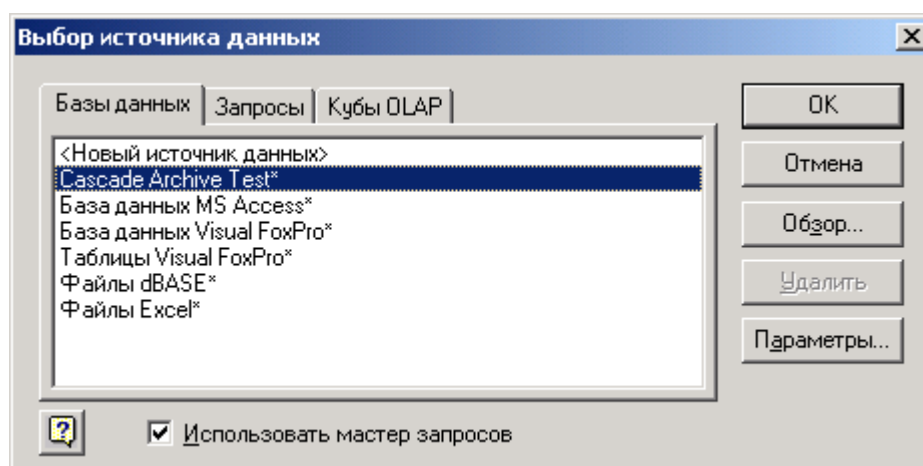 Выбор источника данных
Базы данных Запросы Кубы OLAP
<Новый источник данных>
Cascade Archive Test*
База данных MS Access*
База данных Visual FoxPro*
Таблицы Visual FoxPro*
Файлы dBASE*
Файлы Excel*
OK
Отмена
Обзор...
Удалить
Параметры...
Использовать мастер запросов